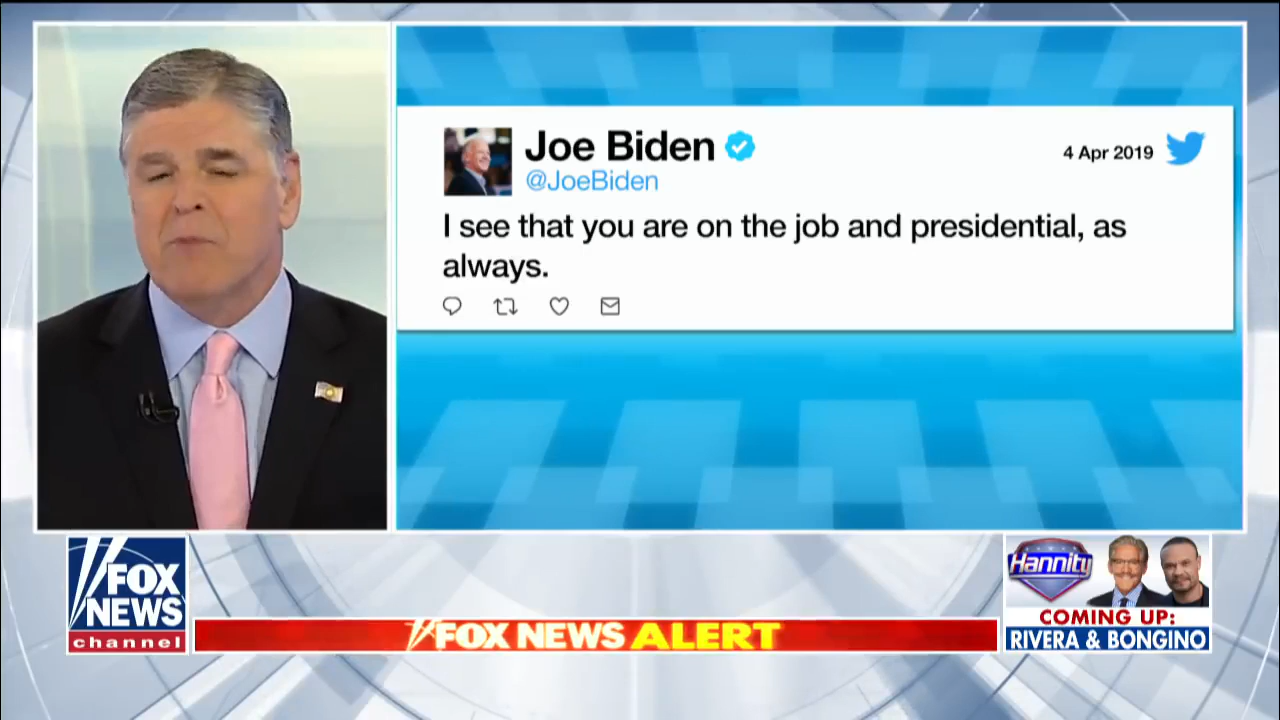 Joe Biden
@JoeBiden
4 Apr 2019
I see that you are on the job and presidential, as
always.
FOX
NEWS
channel
FOX NEWS ALERT
Hannity
COMING UP:
RIVERA & BONGINO